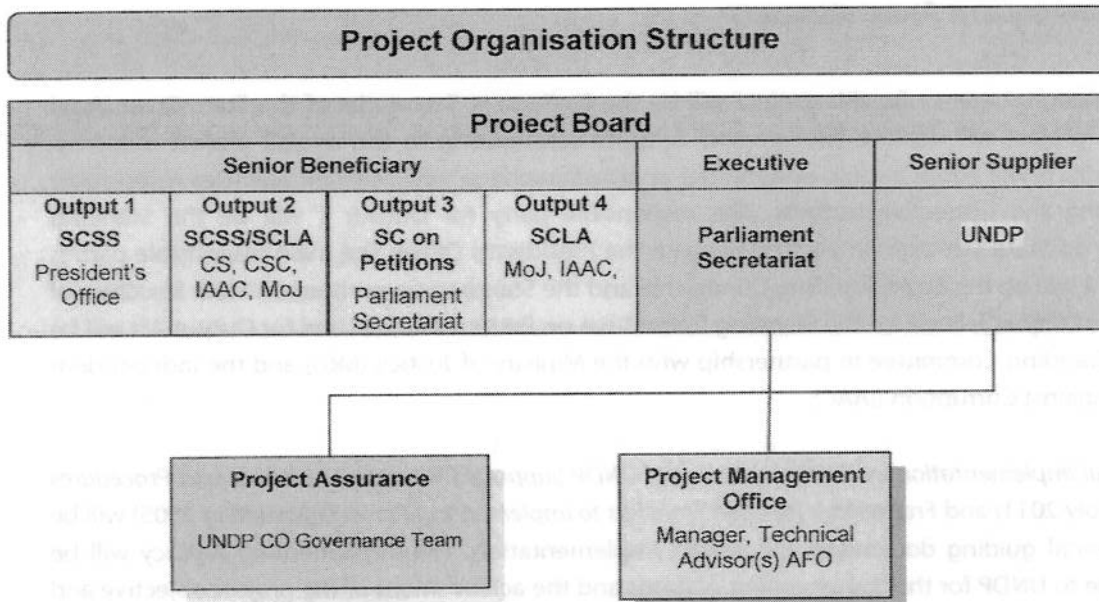 Project Organisation Structure
Project Board
Senior Beneficiary
Executive
Senior Supplier
Output 1
SCSS
President's
Office
Output 2
SCSS/SCLA
CS, CSC,
IAAC, MoJ
Output 3
SC on
Petitions
Parliament
Secretariat
Output 4
SCLA
MoJ, IAAC,
Parliament
Secretariat
UNDP
Project Assurance
UNDP CO Governance Team
Project Management
Office
Manager, Technical
Advisor(s) AFO